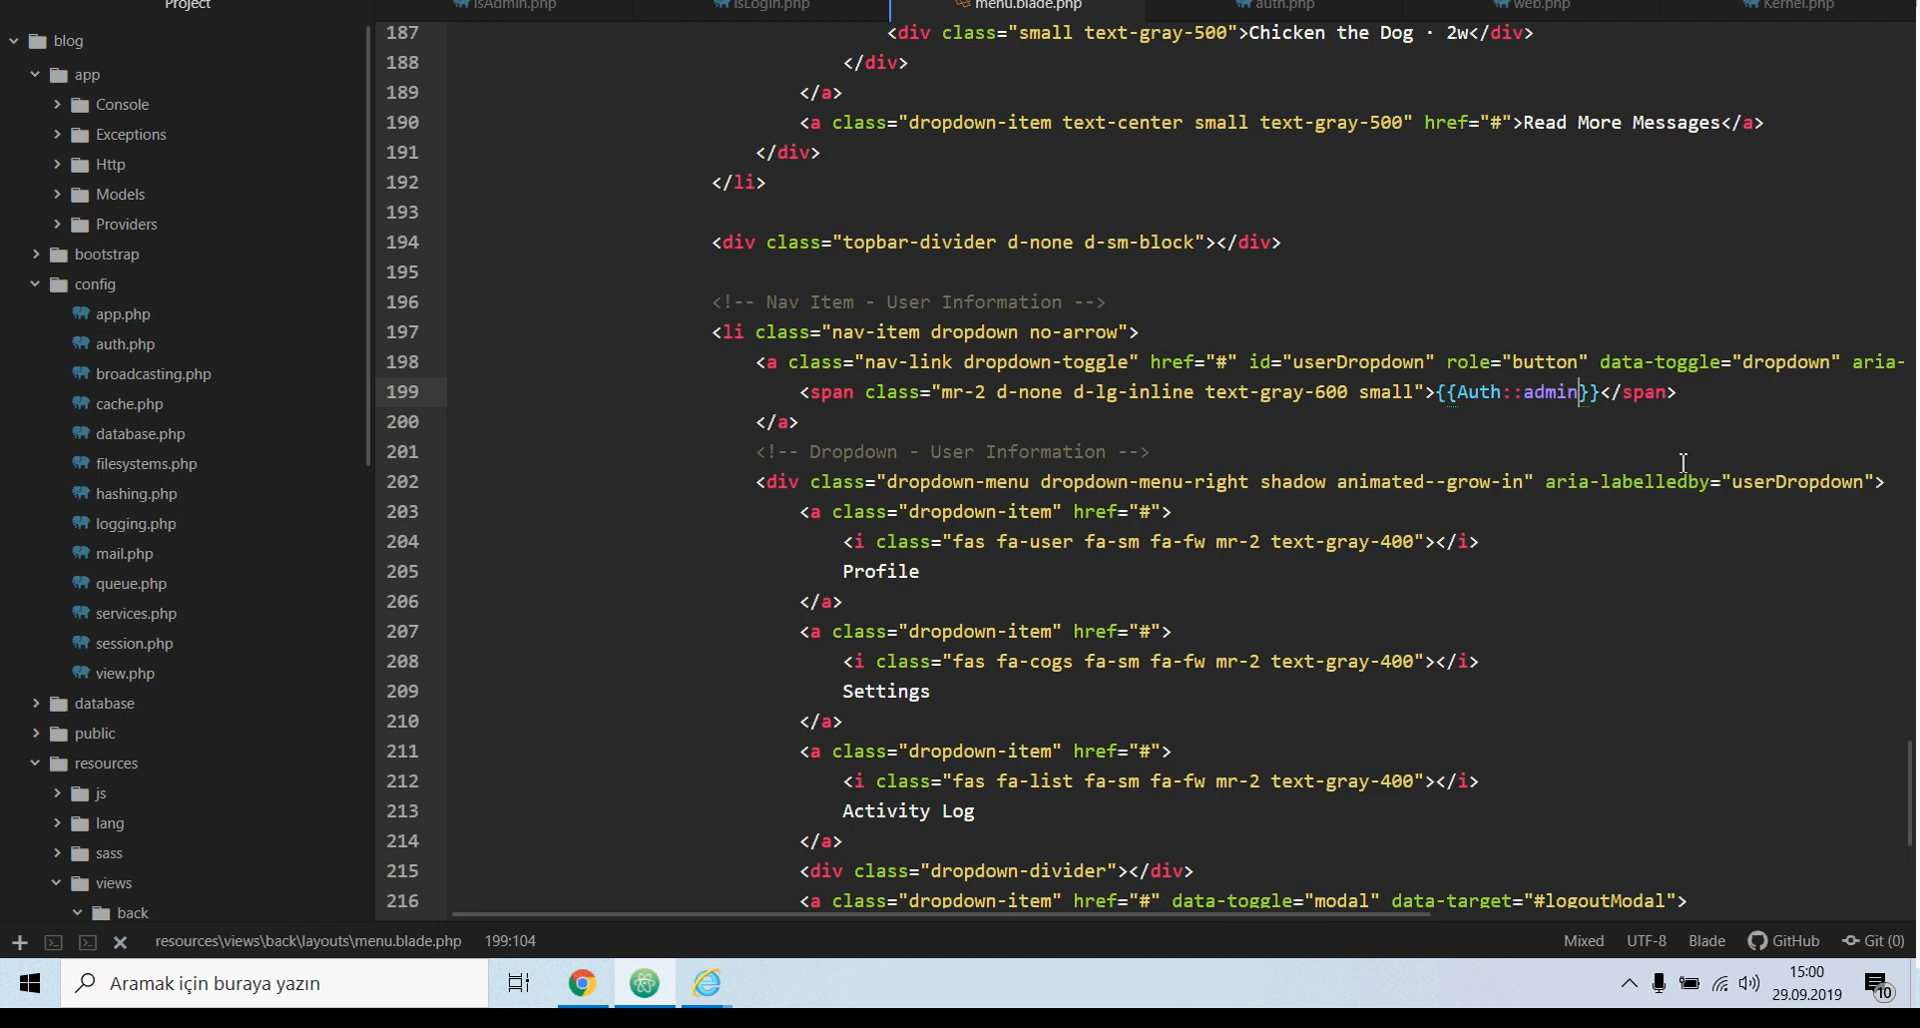 Project
isAdmin.php
isLogin.php
menu.blade.php
auth.php
web.php
Kernel.php
blog
app
Console
Exceptions
Http
Models
Providers
bootstrap
config
app.php
auth.php
broadcasting.php
cache.php
database.php
filesystems.php
hashing.php
logging.php
mail.php
queue.php
services.php
session.php
view.php
database
public
resources
js
lang
sass
views
back
187 <div class="small text-gray-500">Chicken the Dog · 2w</div>
188 </div>
189 </a>
190 <a class="dropdown-item text-center small text-gray-500" href="#">Read More Messages</a>
191 </div>
192 </li>
193
194 <div class="topbar-divider d-none d-sm-block"></div>
195
196 <!-- Nav Item - User Information -->
197 <li class="nav-item dropdown no-arrow">
198 <a class="nav-link dropdown-toggle" href="#" id="userDropdown" role="button" data-toggle="dropdown" aria-
199 <span class="mr-2 d-none d-lg-inline text-gray-600 small">{{Auth::admin}}</span>
200 </a>
201 <!-- Dropdown - User Information -->
202 <div class="dropdown-menu dropdown-menu-right shadow animated--grow-in" aria-labelledby="userDropdown">
203 <a class="dropdown-item" href="#">
204 <i class="fas fa-user fa-sm fa-fw mr-2 text-gray-400"></i>
205 Profile
206 </a>
207 <a class="dropdown-item" href="#">
208 <i class="fas fa-cogs fa-sm fa-fw mr-2 text-gray-400"></i>
209 Settings
210 </a>
211 <a class="dropdown-item" href="#">
212 <i class="fas fa-list fa-sm fa-fw mr-2 text-gray-400"></i>
213 Activity Log
214 </a>
215 <div class="dropdown-divider"></div>
216 <a class="dropdown-item" href="#" data-toggle="modal" data-target="#logoutModal">
resources\views\back\layouts\menu.blade.php 199:104
Mixed UTF-8 Blade GitHub Git (0)
Aramak için buraya yazın
15:00
29.09.2019
10